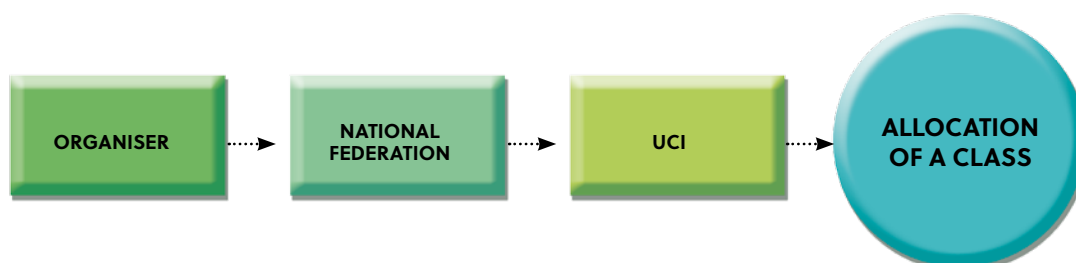 ORGANISER
NATIONAL
FEDERATION
UCI
ALLOCATION
OF A CLASS